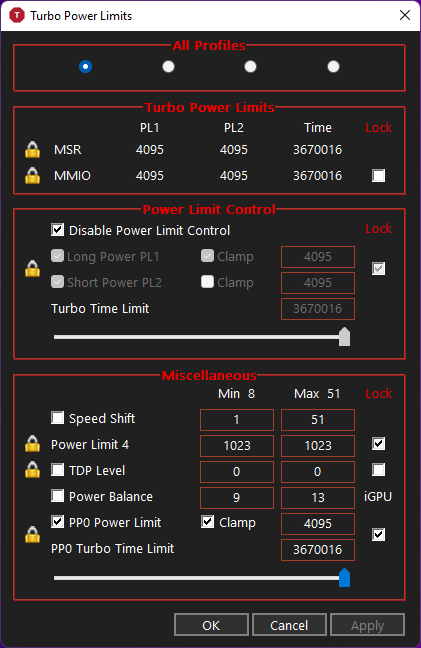 T Turbo Power Limits
All Profiles
Turbo Power Limits
PL1 PL2 Time Lock
MSR 4095 4095 3670016
MMIO 4095 4095 3670016
Power Limit Control
Disable Power Limit Control Lock
Long Power PL1 Clamp 4095
Short Power PL2 Clamp 4095
Turbo Time Limit 3670016
Miscellaneous
Min 8 Max 51 Lock
Speed Shift 1 51
Power Limit 4 1023 1023
TDP Level 0 0
Power Balance 9 13 iGPU
PP0 Power Limit Clamp 4095
PP0 Turbo Time Limit 3670016
OK Cancel Apply